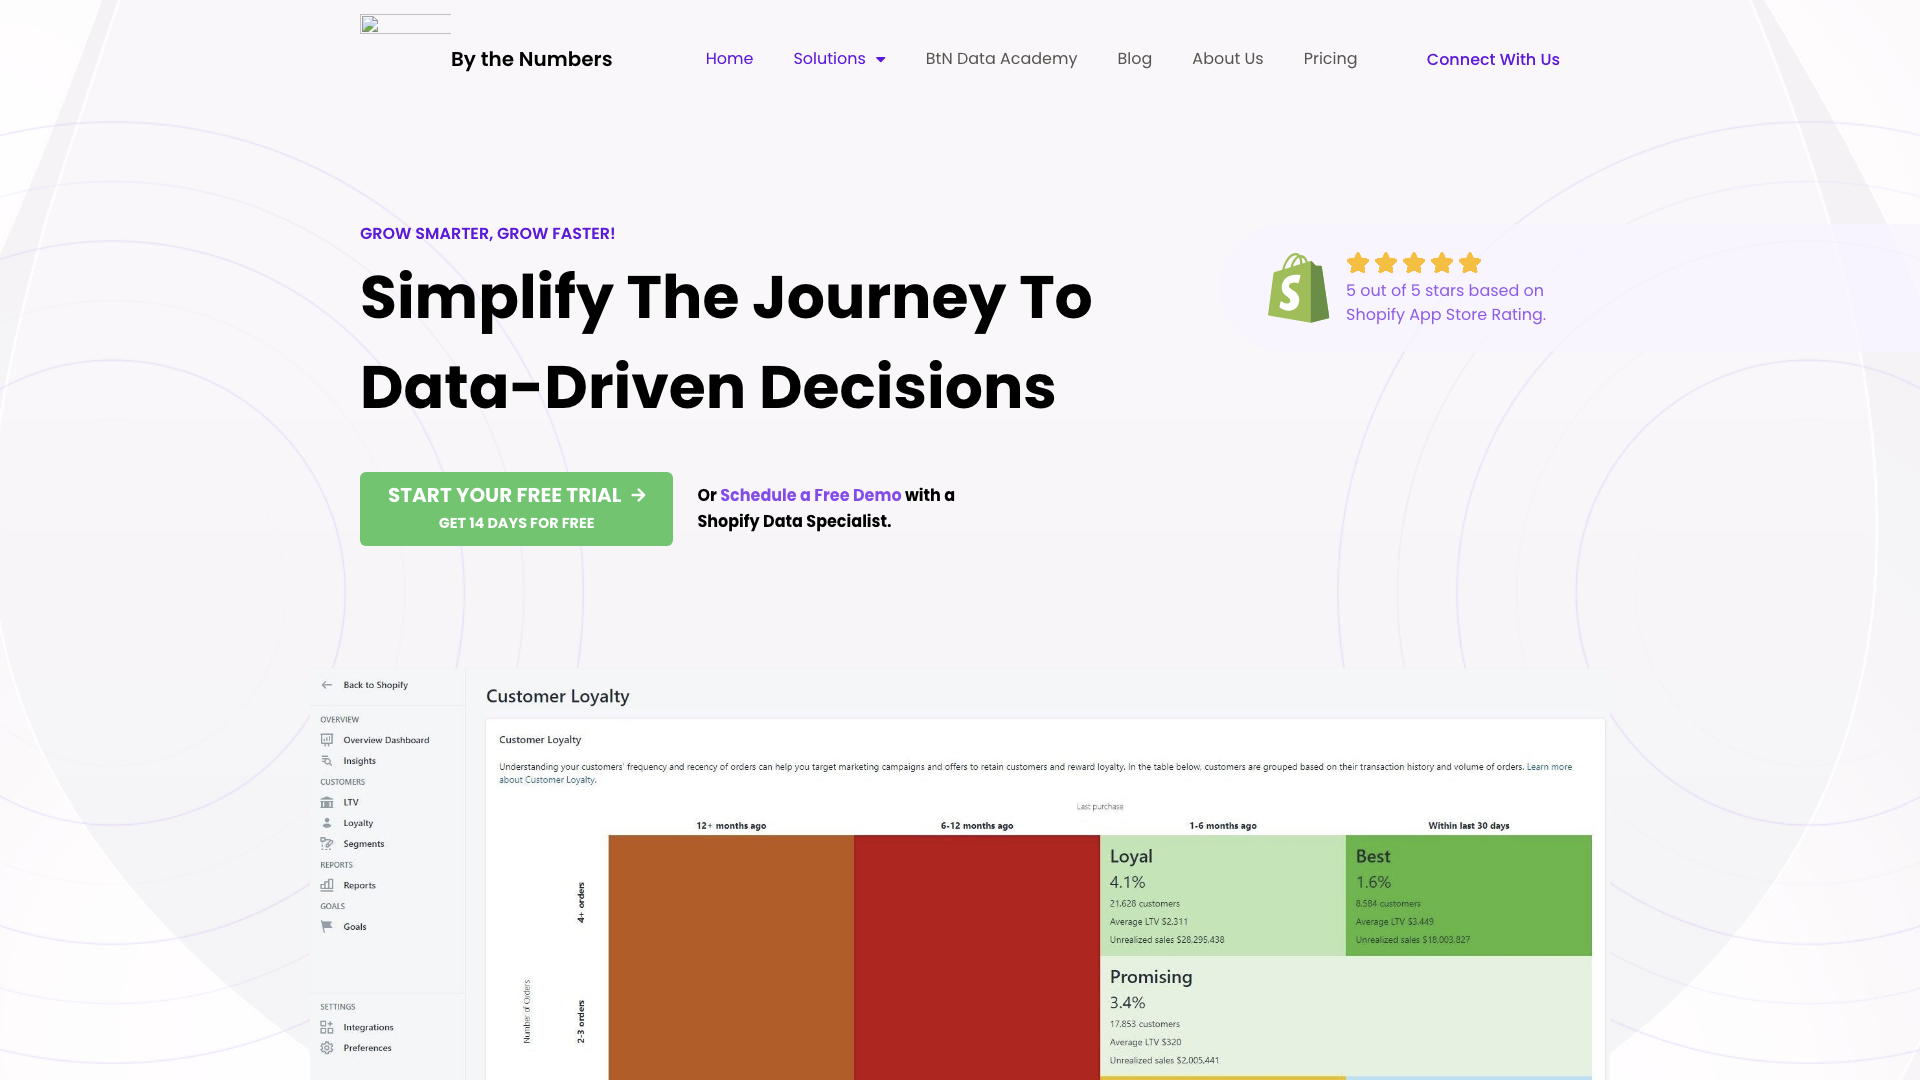 By the Numbers
Home
Solutions
BtN Data Academy
Blog
About Us
Pricing
Connect With Us
GROW SMARTER, GROW FASTER!
Simplify The Journey To
Data-Driven Decisions
5 out of 5 stars based on
Shopify App Store Rating.
START YOUR FREE TRIAL
GET 14 DAYS FOR FREE
Or Schedule a Free Demo with a
Shopify Data Specialist.
Back to Shopify
OVERVIEW
Overview Dashboard
Insights
CUSTOMERS
LTV
Loyalty
Segments
REPORTS
Reports
GOALS
Goals
SETTINGS
Integrations
Preferences
Customer Loyalty
Customer Loyalty
Understanding your customers' frequency and recency of orders can help you target marketing campaigns and offers to retain customers and reward loyalty. In the table below, customers are grouped based on their transaction history and volume of orders. Learn more
about Customer Loyalty.
Last purchase
12+ months ago
6-12 months ago
1-6 months ago
Within last 30 days
Number of Orders
4+ orders
2-3 orders
Loyal
4.1%
21,628 customers
Average LTV $2,311
Unrealized sales $28,295,438
Best
1.6%
8,584 customers
Average LTV $3,449
Unrealized sales $18,003,827
Promising
3.4%
17,853 customers
Average LTV $320
Unrealized sales $2,005,441